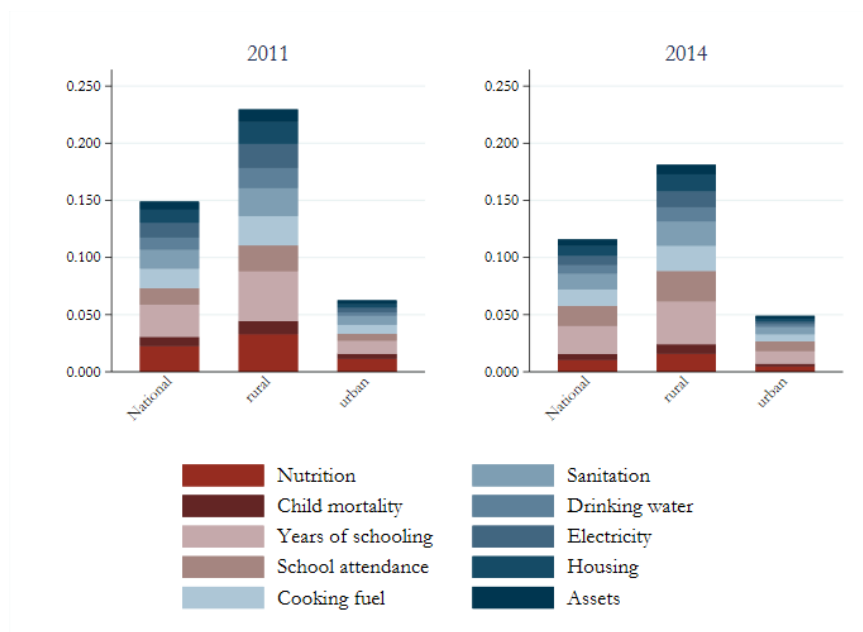 2011
0.250
0.200
0.150
0.100
0.050
0.000
National
rural
urban
2014
0.250
0.200
0.150
0.100
0.050
0.000
National
rural
urban
Nutrition
Child mortality
Years of schooling
School attendance
Cooking fuel
Sanitation
Drinking water
Electricity
Housing
Assets